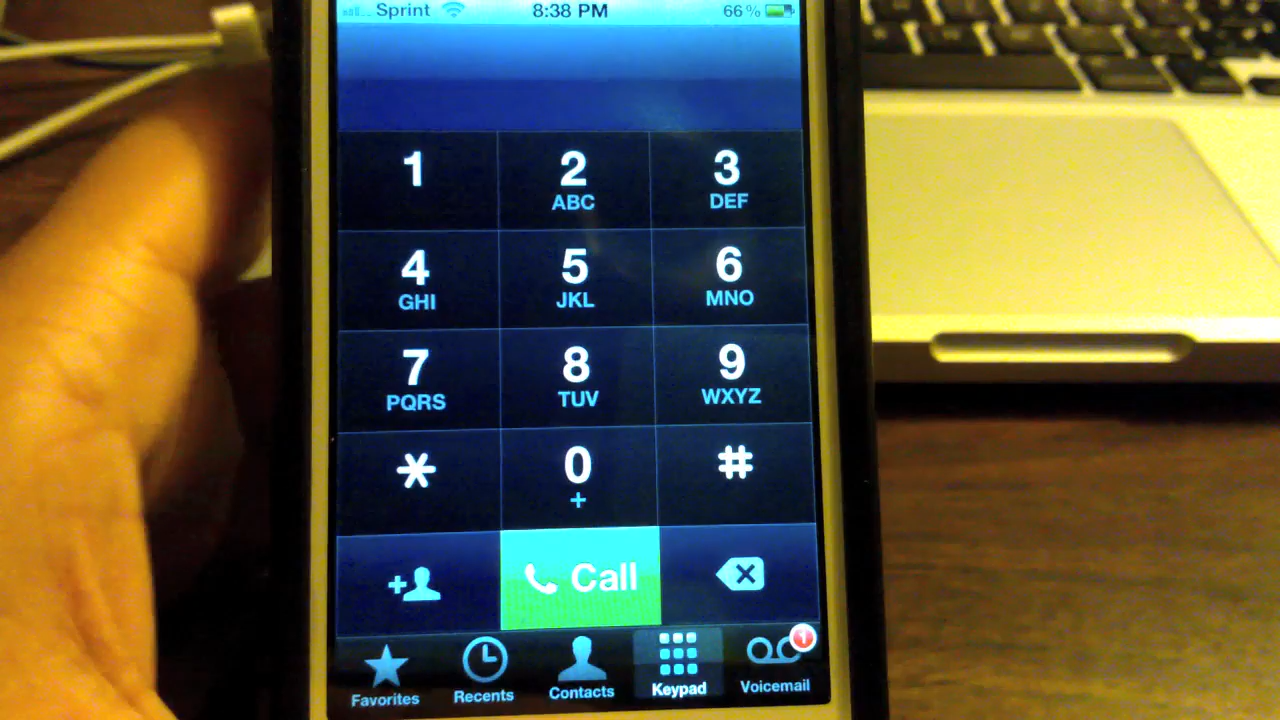 Sprint 8:38 PM 66%
1 2 3
ABC DEF
4 5 6
GHI JKL MNO
7 8 9
PQRS TUV WXYZ
* 0 #
+
+ Call
1
Favorites Recents Contacts Keypad Voicemail